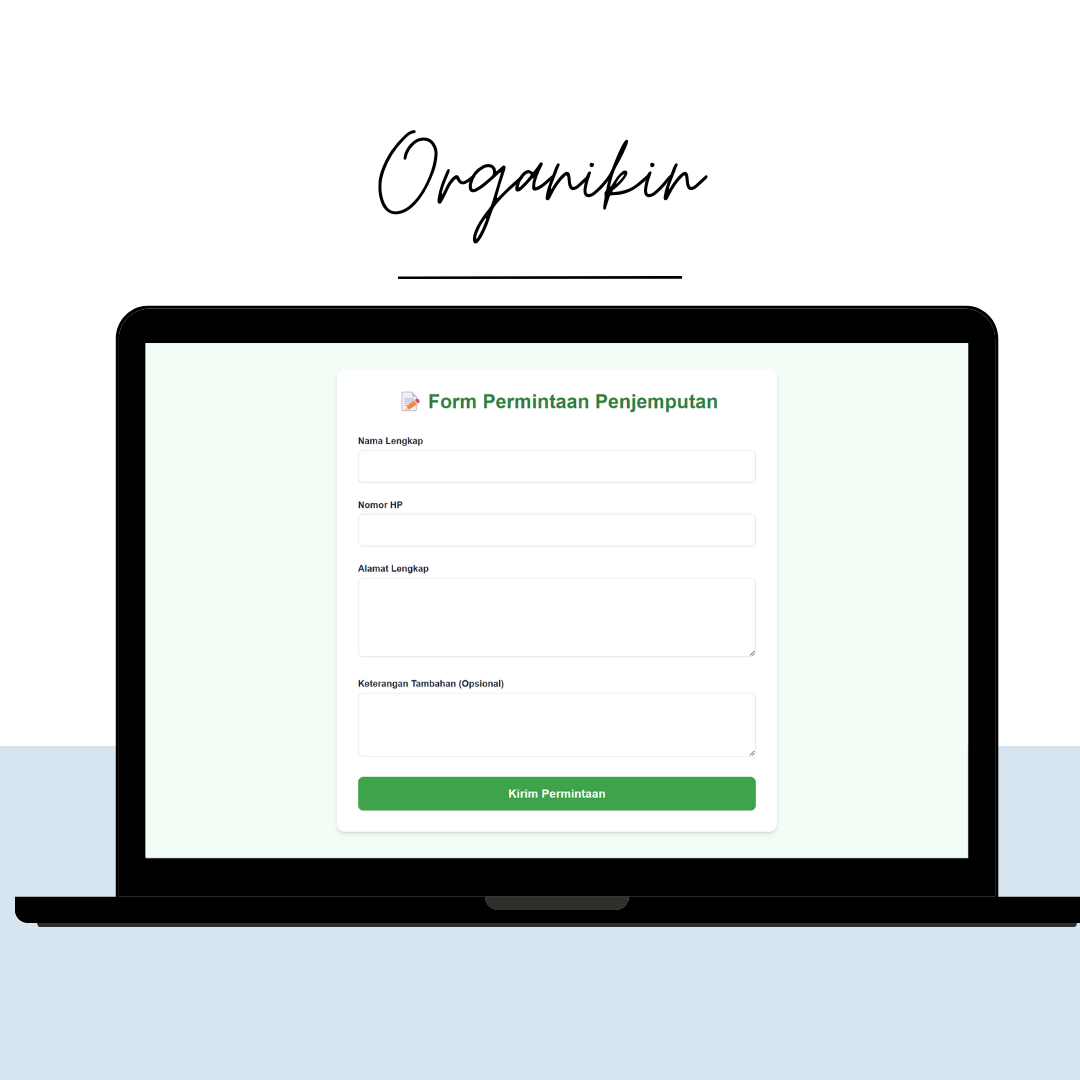 Organikin
📝 Form Permintaan Penjemputan
Nama Lengkap
Nomor HP
Alamat Lengkap
Keterangan Tambahan (Opsional)
Kirim Permintaan